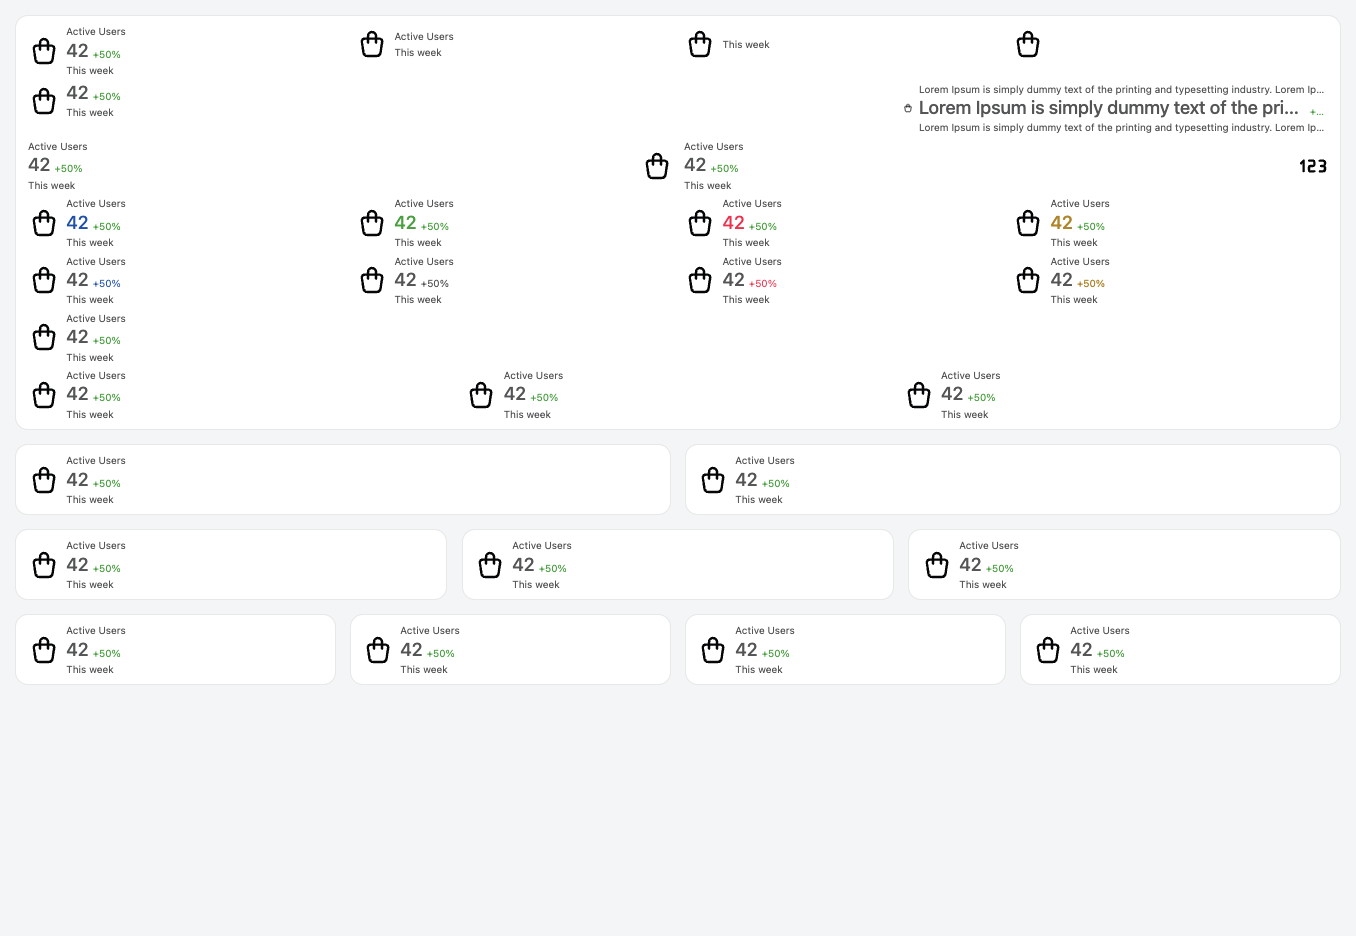 Active Users
42 +50%
This week
Active Users
This week
This week
42 +50%
This week
Lorem Ipsum is simply dummy text of the printing and typesetting industry. Lorem Ip...
Lorem Ipsum is simply dummy text of the pri... +...
Lorem Ipsum is simply dummy text of the printing and typesetting industry. Lorem Ip...
Active Users
42 +50%
This week
Active Users
42 +50%
This week
123
Active Users
42 +50%
This week
Active Users
42 +50%
This week
Active Users
42 +50%
This week
Active Users
42 +50%
This week
Active Users
42 +50%
This week
Active Users
42 +50%
This week
Active Users
42 +50%
This week
Active Users
42 +50%
This week
Active Users
42 +50%
This week
Active Users
42 +50%
This week
Active Users
42 +50%
This week
Active Users
42 +50%
This week
Active Users
42 +50%
This week
Active Users
42 +50%
This week
Active Users
42 +50%
This week
Active Users
42 +50%
This week
Active Users
42 +50%
This week
Active Users
42 +50%
This week
Active Users
42 +50%
This week
Active Users
42 +50%
This week
Active Users
42 +50%
This week